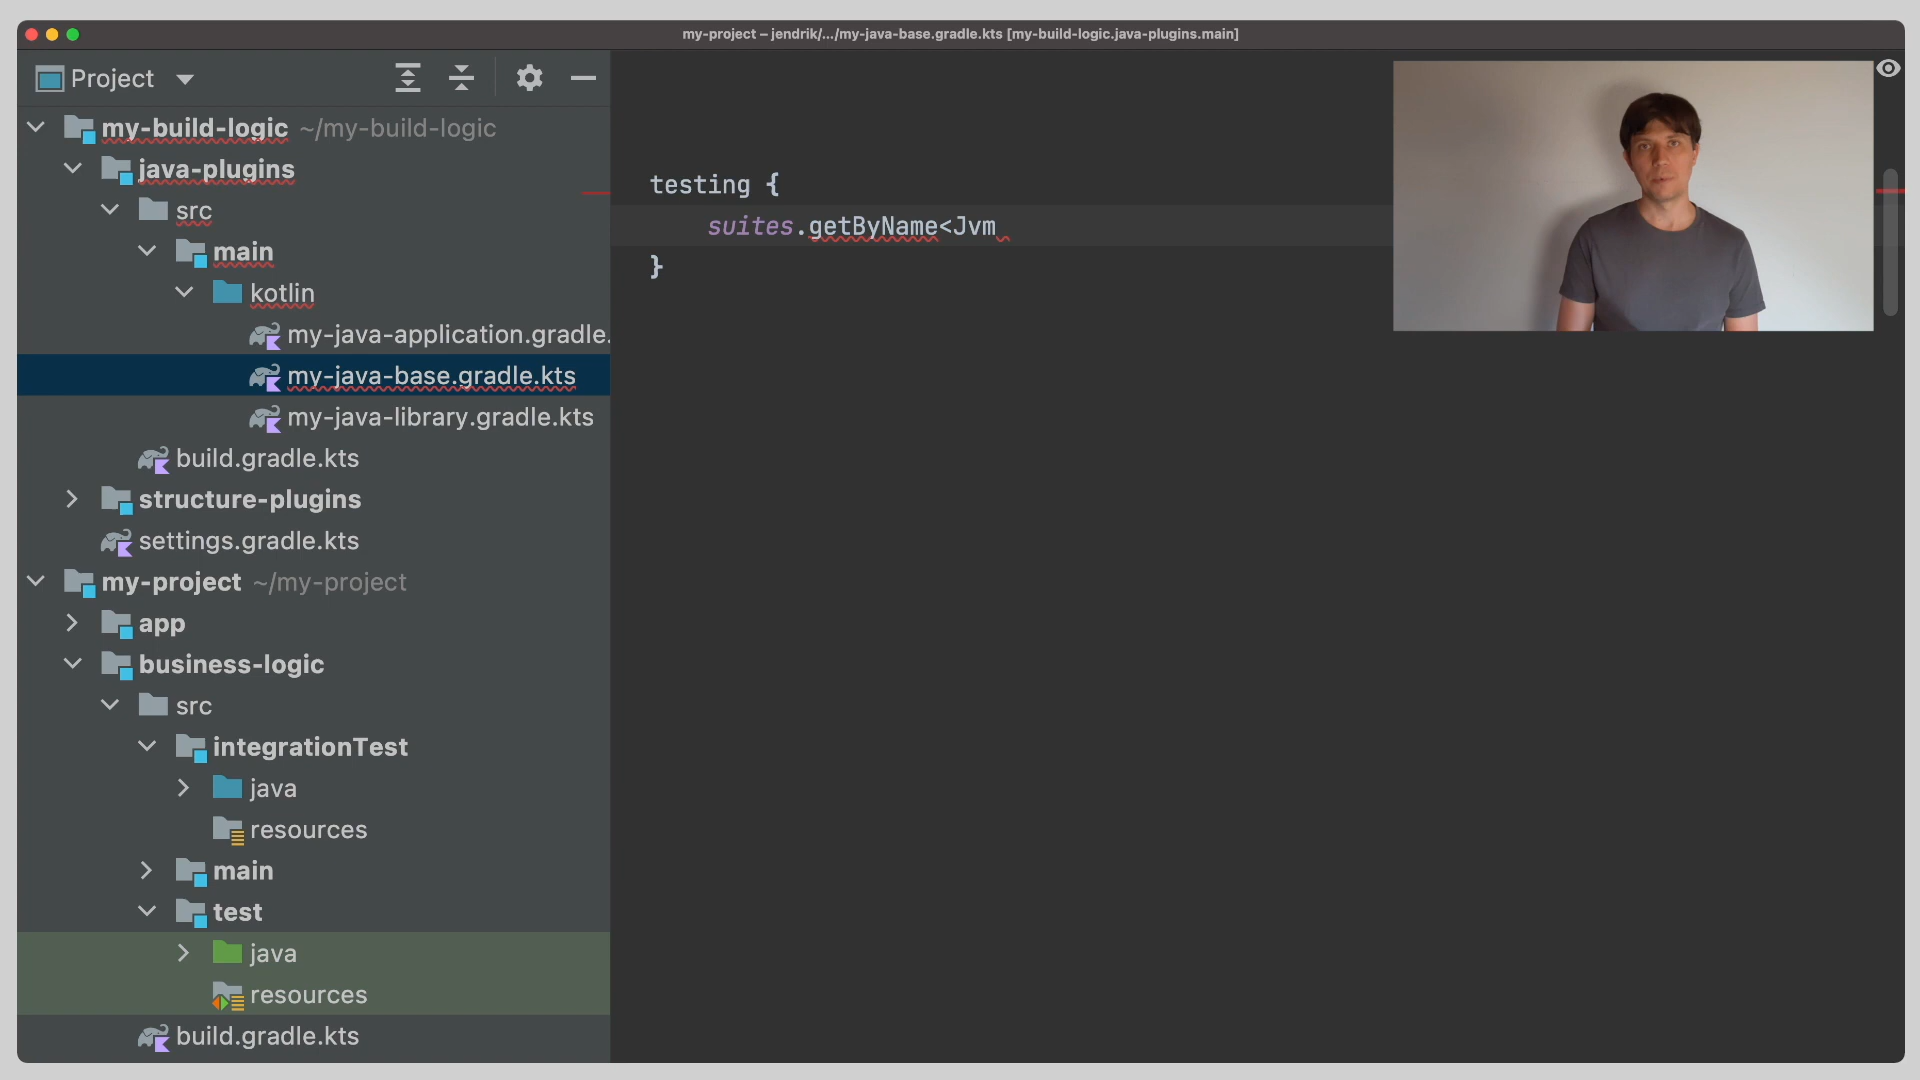 my-project – jendrik/.../my-java-base.gradle.kts [my-build-logic.java-plugins.main]
Project
my-build-logic ~/my-build-logic
java-plugins
src
main
kotlin
my-java-application.gradle.
my-java-base.gradle.kts
my-java-library.gradle.kts
build.gradle.kts
structure-plugins
settings.gradle.kts
my-project ~/my-project
app
business-logic
src
integrationTest
java
resources
main
test
java
resources
build.gradle.kts
testing {
suites.getByName<Jvm
}